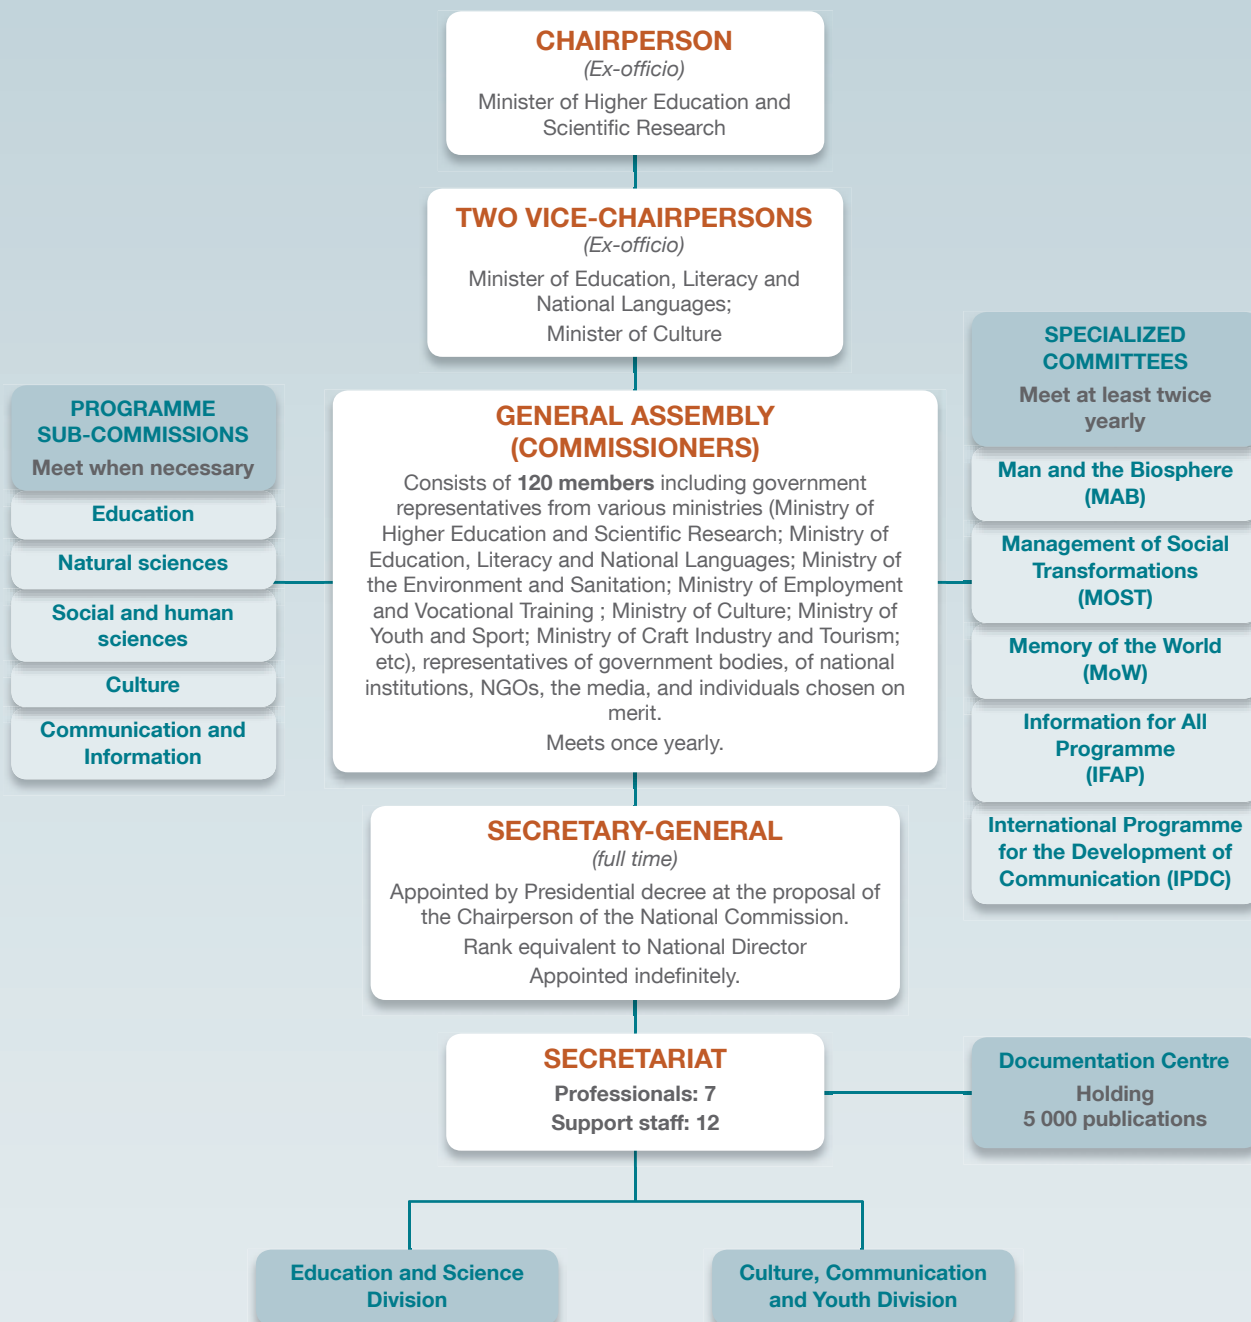 CHAIRPERSON
(Ex-officio)
Minister of Higher Education and
Scientific Research
TWO VICE-CHAIRPERSONS
(Ex-officio)
Minister of Education, Literacy and
National Languages;
Minister of Culture
PROGRAMME
SUB-COMMISSIONS
Meet when necessary
Education
Natural sciences
Social and human
sciences
Culture
Communication and
Information
GENERAL ASSEMBLY
(COMMISSIONERS)
Consists of 120 members including government
representatives from various ministries (Ministry of
Higher Education and Scientific Research; Ministry of
Education, Literacy and National Languages; Ministry of
the Environment and Sanitation; Ministry of Employment
and Vocational Training ; Ministry of Culture; Ministry of
Youth and Sport; Ministry of Craft Industry and Tourism;
etc), representatives of government bodies, of national
institutions, NGOs, the media, and individuals chosen on
merit.
Meets once yearly.
SPECIALIZED
COMMITTEES
Meet at least twice
yearly
Man and the Biosphere
(MAB)
Management of Social
Transformations
(MOST)
Memory of the World
(MoW)
Information for All
Programme
(IFAP)
International Programme
for the Development of
Communication (IPDC)
SECRETARY-GENERAL
(full time)
Appointed by Presidential decree at the proposal of
the Chairperson of the National Commission.
Rank equivalent to National Director
Appointed indefinitely.
SECRETARIAT
Professionals: 7
Support staff: 12
Documentation Centre
Holding
5 000 publications
Education and Science
Division
Culture, Communication
and Youth Division